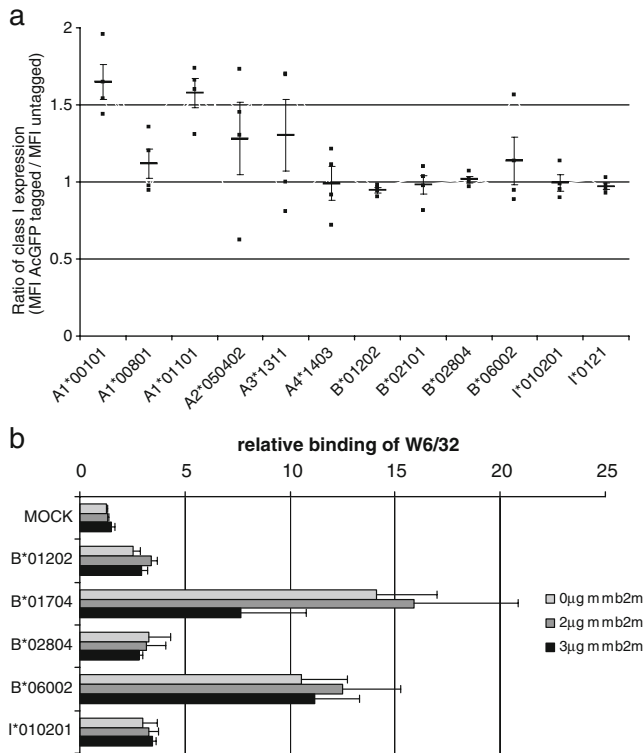 a
Ratio of class I expression
(MFI AcGFP tagged / MFI untagged)
2
1.5
1
0.5
0
A1*00101
A1*00801
A1*01101
A2*050402
A3*1311
A4*1403
B*01202
B*02101
B*02804
B*06002
I*010201
I*0121
b
relative binding of W6/32
0 5 10 15 20 25
MOCK
B*01202
B*01704
B*02804
B*06002
I*010201
0µg mmb2m
2µg mmb2m
3µg mmb2m